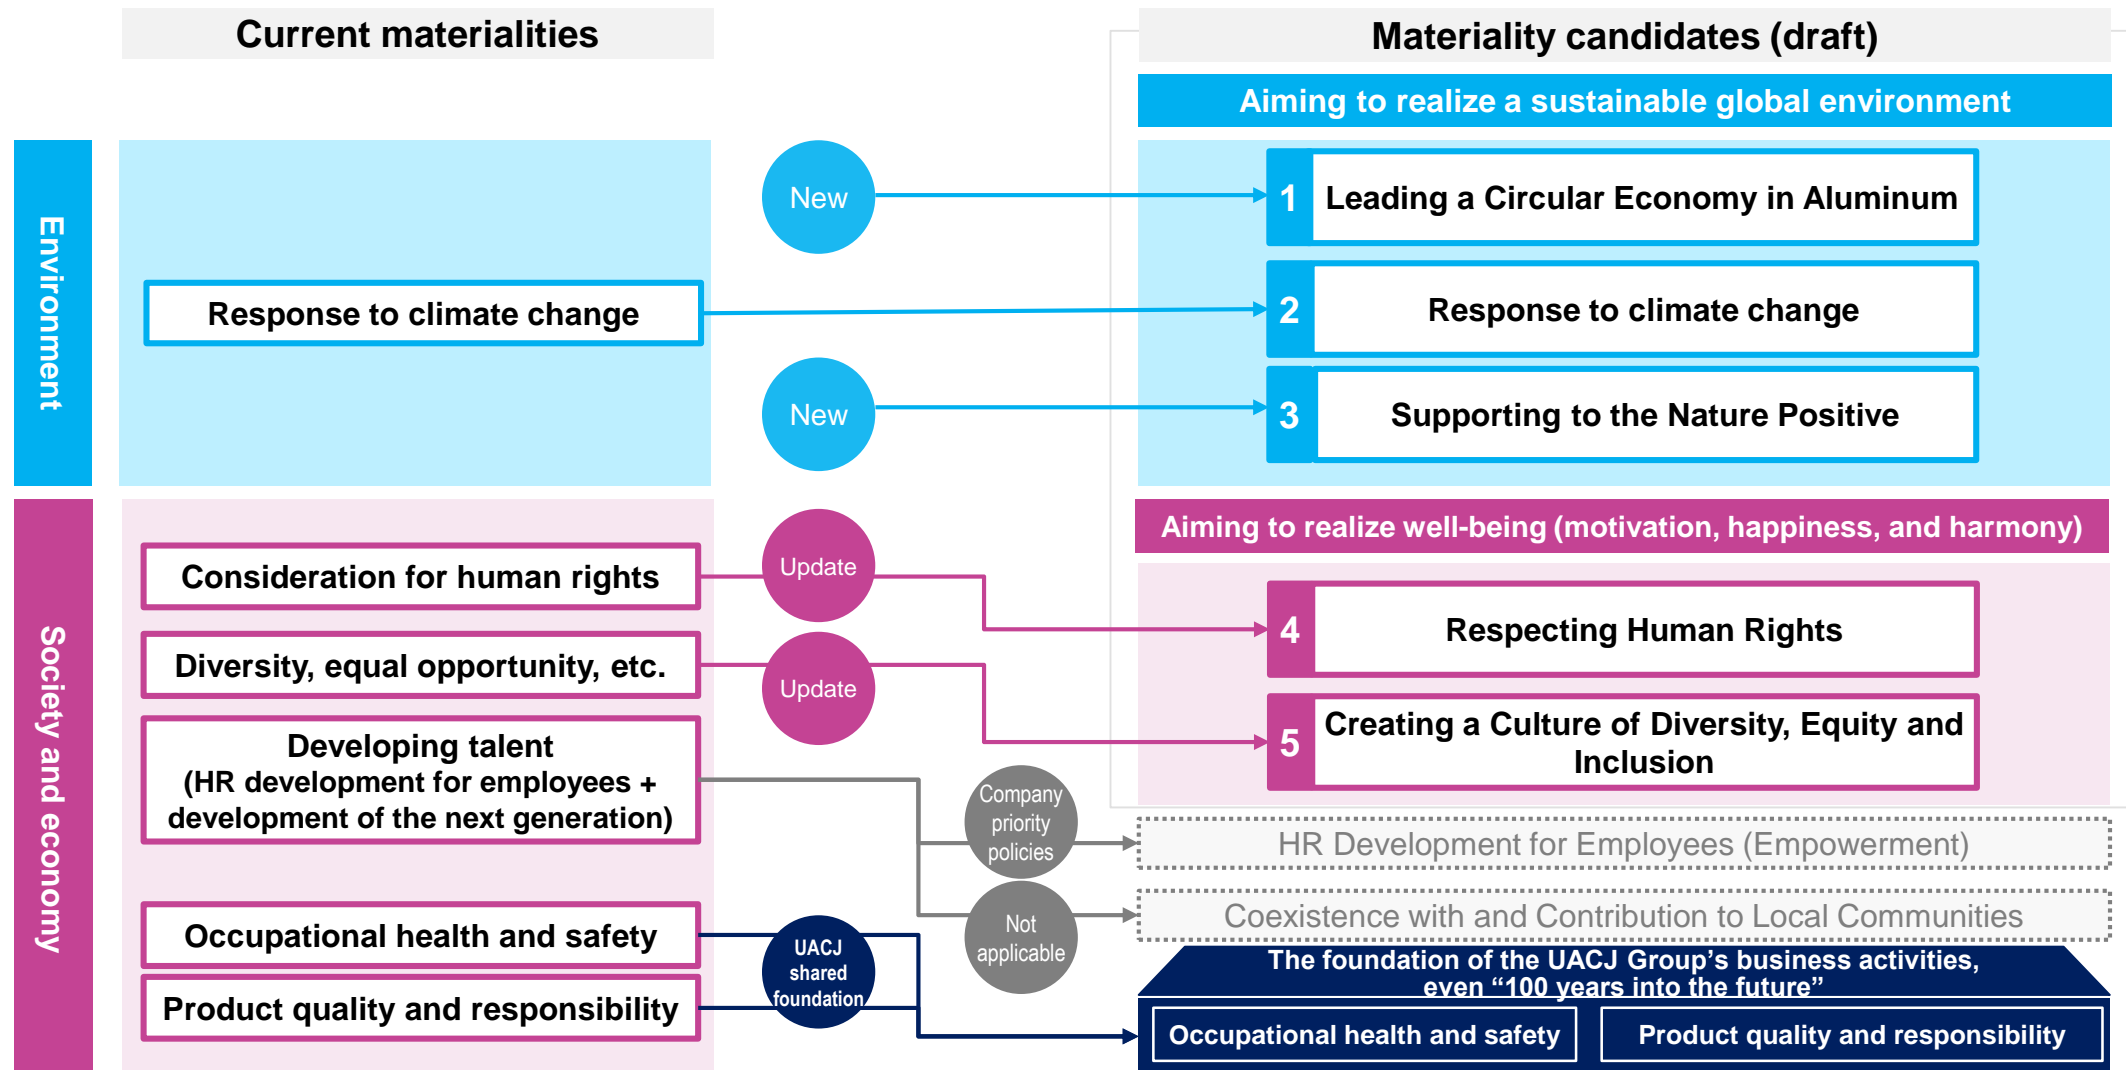 Current materialities
Materiality candidates (draft)
Aiming to realize a sustainable global environment
Environment
New
1
Leading a Circular Economy in Aluminum
Response to climate change
2
Response to climate change
New
3
Supporting to the Nature Positive
Society and economy
Aiming to realize well-being (motivation, happiness, and harmony)
Consideration for human rights
Update
4
Respecting Human Rights
Diversity, equal opportunity, etc.
Update
5
Creating a Culture of Diversity, Equity and
Inclusion
Developing talent
(HR development for employees +
development of the next generation)
Company
priority
policies
HR Development for Employees (Empowerment)
Not
applicable
Coexistence with and Contribution to Local Communities
Occupational health and safety
Product quality and responsibility
UACJ
shared
foundation
The foundation of the UACJ Group’s business activities,
even “100 years into the future”
Occupational health and safety
Product quality and responsibility